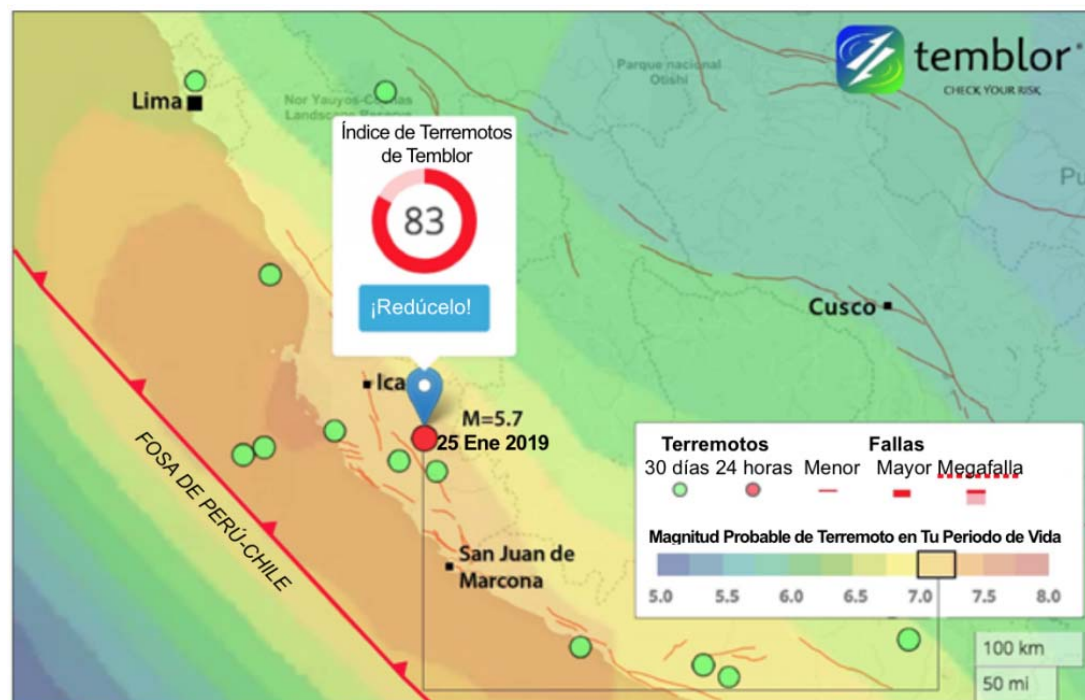 temblor®
CHECK YOUR RISK
Parque nacional
Otishi
Lima
Nor Yauyos-Cochas
Landscape Reserve
Índice de Terremotos
de Temblor
83
¡Redúcelo!
Pu
Cusco
Ica
M=5.7
25 Ene 2019
FOSA DE PERÚ-CHILE
San Juan de
Marcona
Terremotos Fallas
30 días 24 horas Menor Mayor Megafalla
Magnitud Probable de Terremoto en Tu Periodo de Vida
5.0 5.5 6.0 6.5 7.0 7.5 8.0
100 km
50 mi